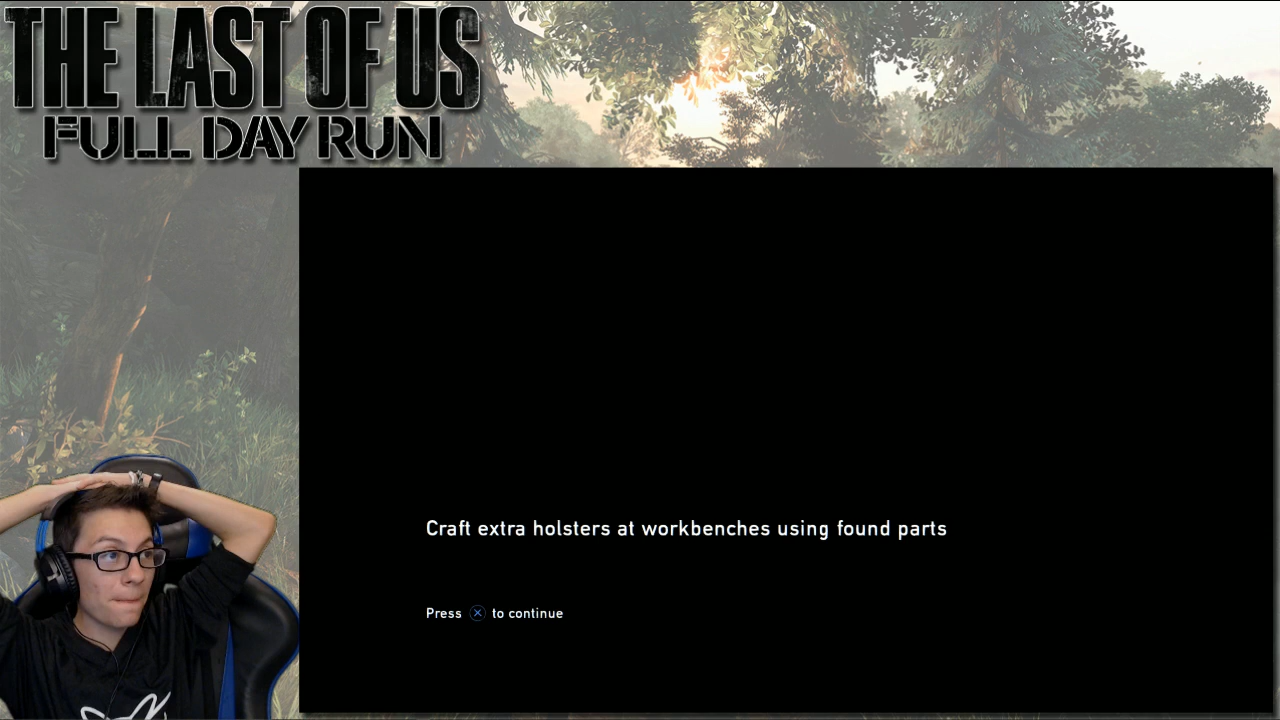 THE LAST OF US
FULL DAY RUN
Craft extra holsters at workbenches using found parts
Press ⓧ to continue